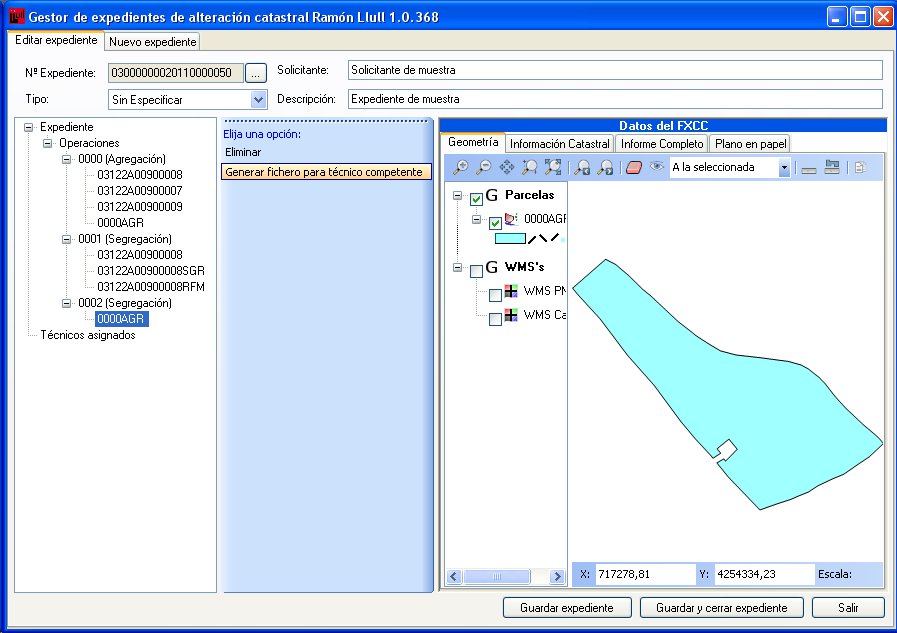 Gestor de expedientes de alteración catastral Ramón Llull 1.0.368
Editar expediente
Nuevo expediente
Nº Expediente:
03000000020110000050
...
Solicitante:
Solicitante de muestra
Tipo:
Sin Especificar
Descripción:
Expediente de muestra
Expediente
Operaciones
0000 (Agregación)
03122A00900008
03122A00900007
03122A00900009
0000AGR
0001 (Segregación)
03122A00900008
03122A00900008SGR
03122A00900008RFM
0002 (Segregación)
0000AGR
Técnicos asignados
Elija una opción:
Eliminar
Generar fichero para técnico competente
Datos del FXCC
Geometría
Información Catastral
Informe Completo
Plano en papel
A la seleccionada
G Parcelas
0000AGR
G WMS's
WMS PN
WMS Ca
X: 717278,81
Y: 4254334,23
Escala:
Guardar expediente
Guardar y cerrar expediente
Salir